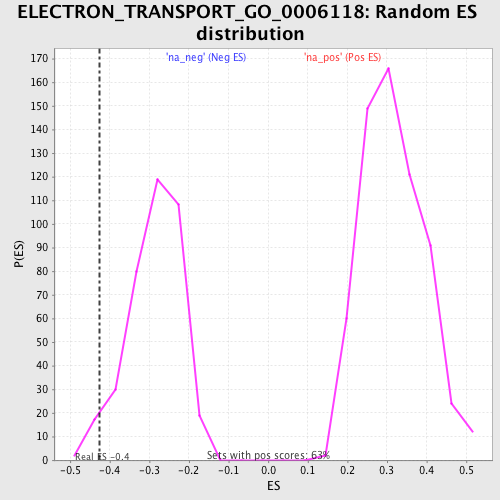 ELECTRON_TRANSPORT_GO_0006118: Random ES
distribution
'na_neg' (Neg ES) 'na_pos' (Pos ES)
170
160
150
140
130
120
110
100
90
80
70
60
50
40
30
20
10
0
P(ES)
Real ES -0.4
Sets with pos scores: 63%
-0.5 -0.4 -0.3 -0.2 -0.1 0.0 0.1 0.2 0.3 0.4 0.5
ES